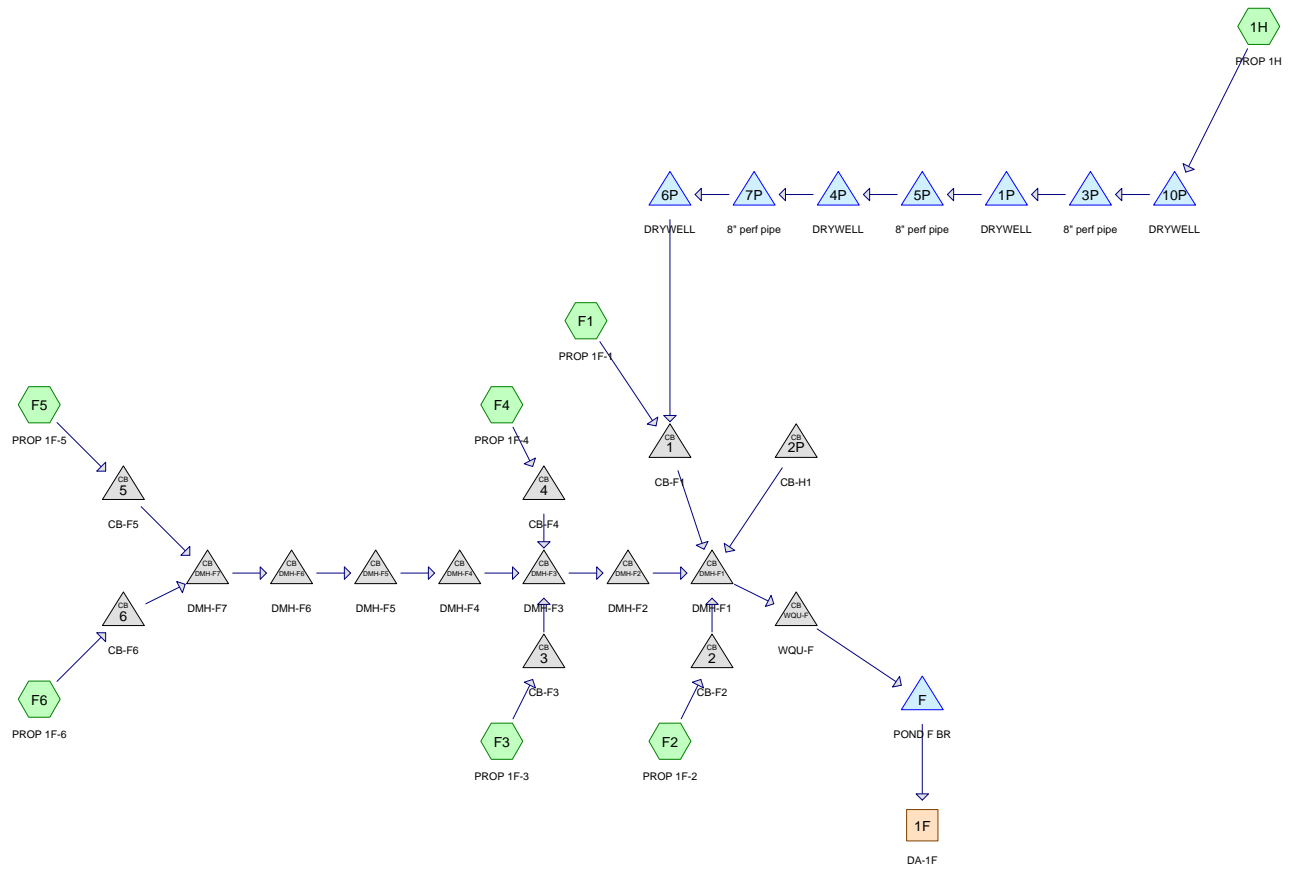 1H
PROP 1H
6P
7P
4P
5P
1P
3P
10P
DRYWELL
8" perf pipe
DRYWELL
8" perf pipe
DRYWELL
8" perf pipe
DRYWELL
F1
PROP 1F-1
F5
PROP 1F-5
F4
PROP 1F-4
CB
1
CB-F1
CB
2P
CB-H1
CB
5
CB-F5
CB
4
CB-F4
CB
DMH-F7
DMH-F7
CB
DMH-F6
DMH-F6
CB
DMH-F5
DMH-F5
CB
DMH-F4
DMH-F4
CB
DMH-F3
DMH-F3
CB
DMH-F2
DMH-F2
CB
DMH-F1
DMH-F1
CB
6
CB-F6
CB
WQU-F
WQU-F
CB
3
CB-F3
CB
2
CB-F2
F6
PROP 1F-6
F3
PROP 1F-3
F2
PROP 1F-2
F
POND F BR
1F
DA-1F